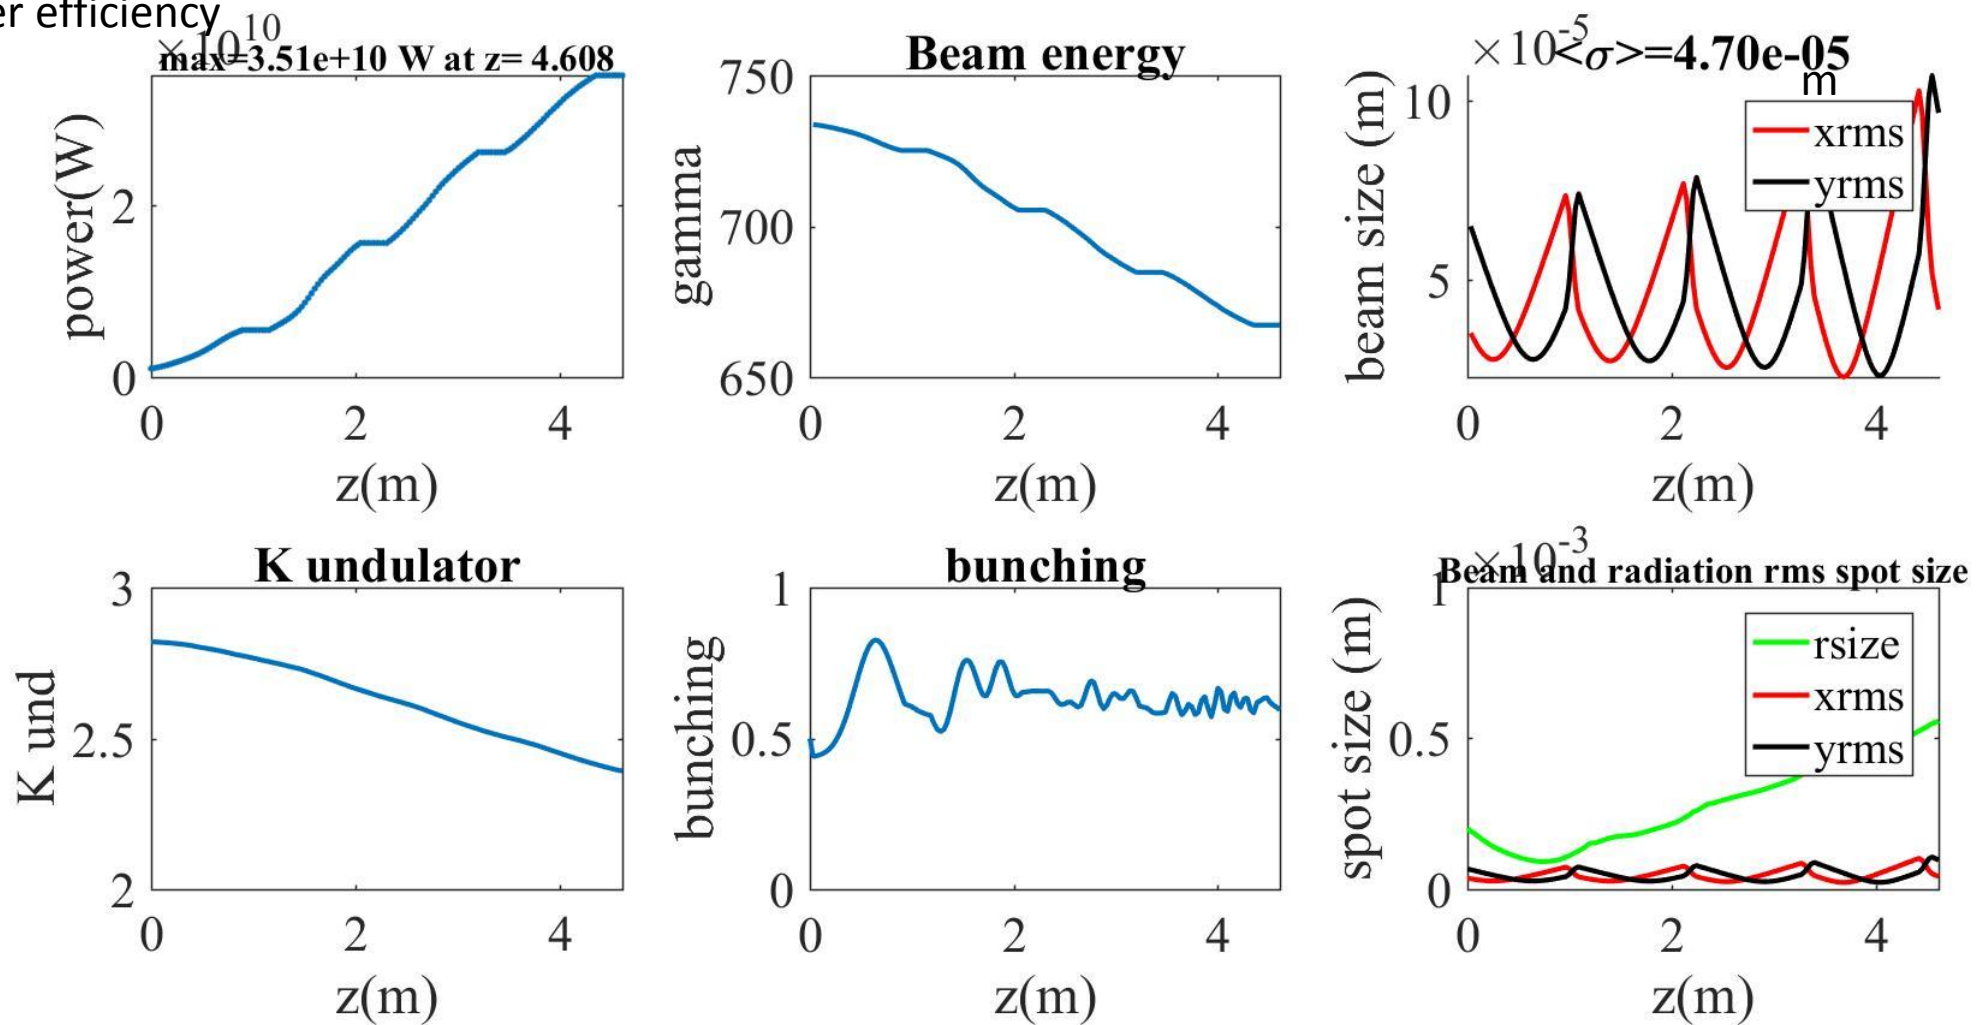 er efficiency
×10^10
max=3.51e+10 W at z= 4.608
power(W)
2
0
0 2 4
z(m)
Beam energy
gamma
750
700
650
0 2 4
z(m)
×10^-5
<σ>=4.70e-05
m
beam size (m)
10
5
xrms
yrms
0 2 4
z(m)
K undulator
K und
3
2.5
2
0 2 4
z(m)
bunching
bunching
1
0.5
0
0 2 4
z(m)
×10^-3
Beam and radiation rms spot size
spot size (m)
1
0.5
0
rsize
xrms
yrms
0 2 4
z(m)